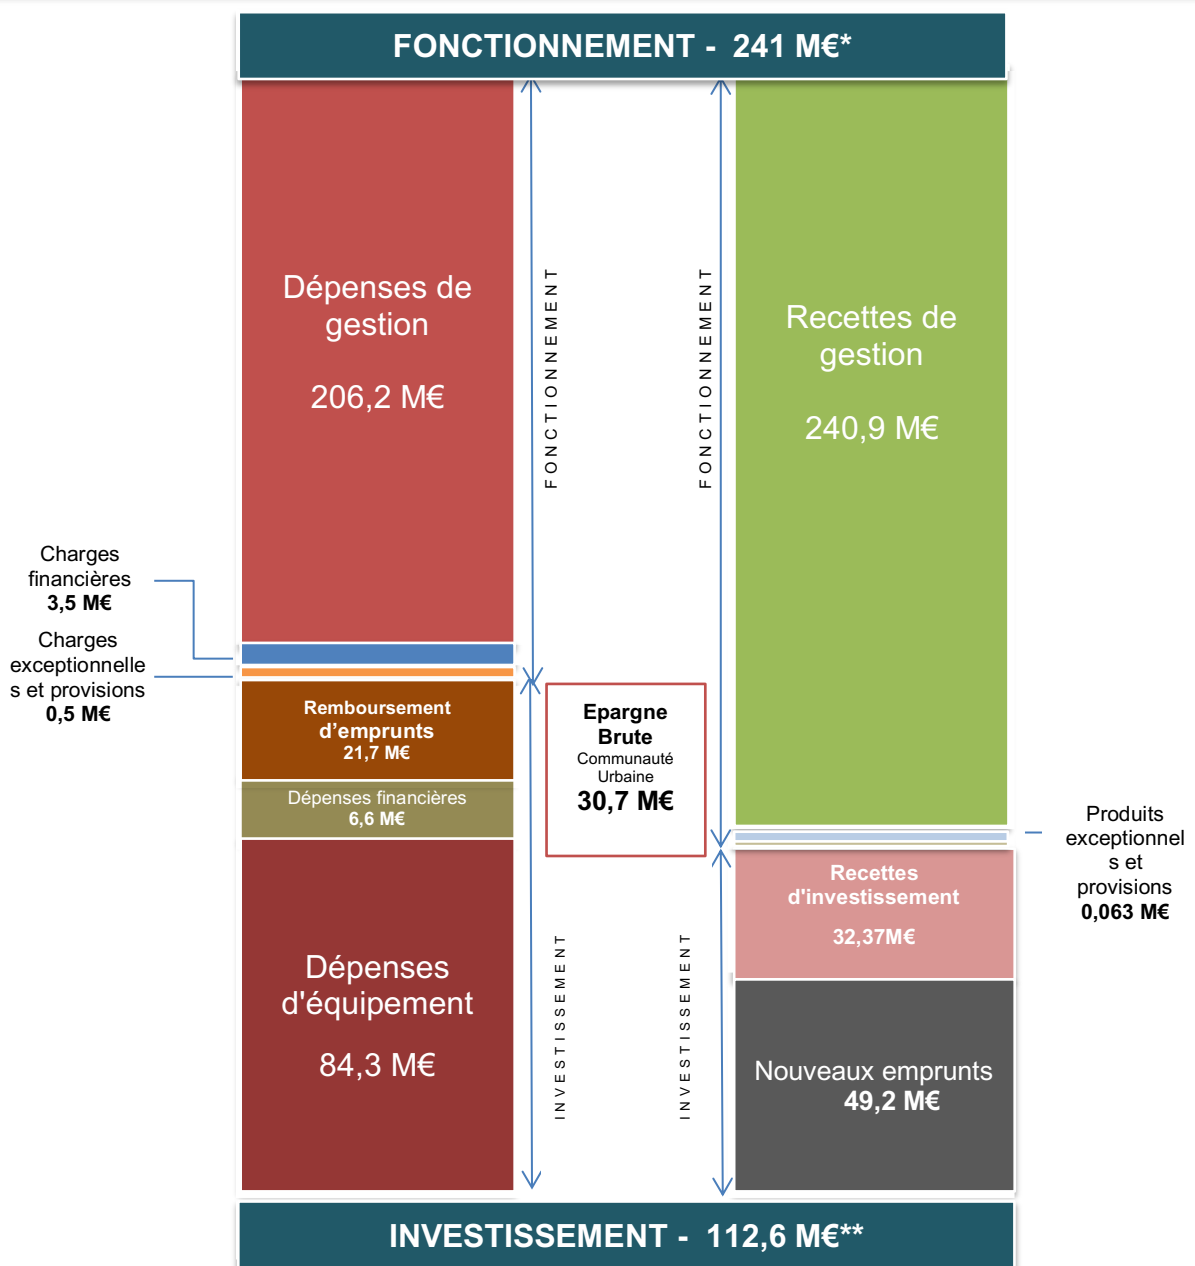 FONCTIONNEMENT - 241 M€*
Dépenses de
gestion
206,2 M€
FONCTIONNEMENT
FONCTIONNEMENT
Recettes de
gestion
240,9 M€
Charges
financières
3,5 M€
Charges
exceptionnelle
s et provisions
0,5 M€
Remboursement
d'emprunts
21,7 M€
Dépenses financières
6,6 M€
Epargne
Brute
Communauté
Urbaine
30,7 M€
Produits
exceptionnel
s et
provisions
0,063 M€
Recettes
d'investissement
32,37M€
Dépenses
d'équipement
84,3 M€
INVESTISSEMENT
INVESTISSEMENT
Nouveaux emprunts
49,2 M€
INVESTISSEMENT - 112,6 M€**